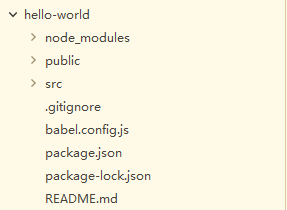 hello-world
node_modules
public
src
.gitignore
babel.config.js
package.json
package-lock.json
README.md